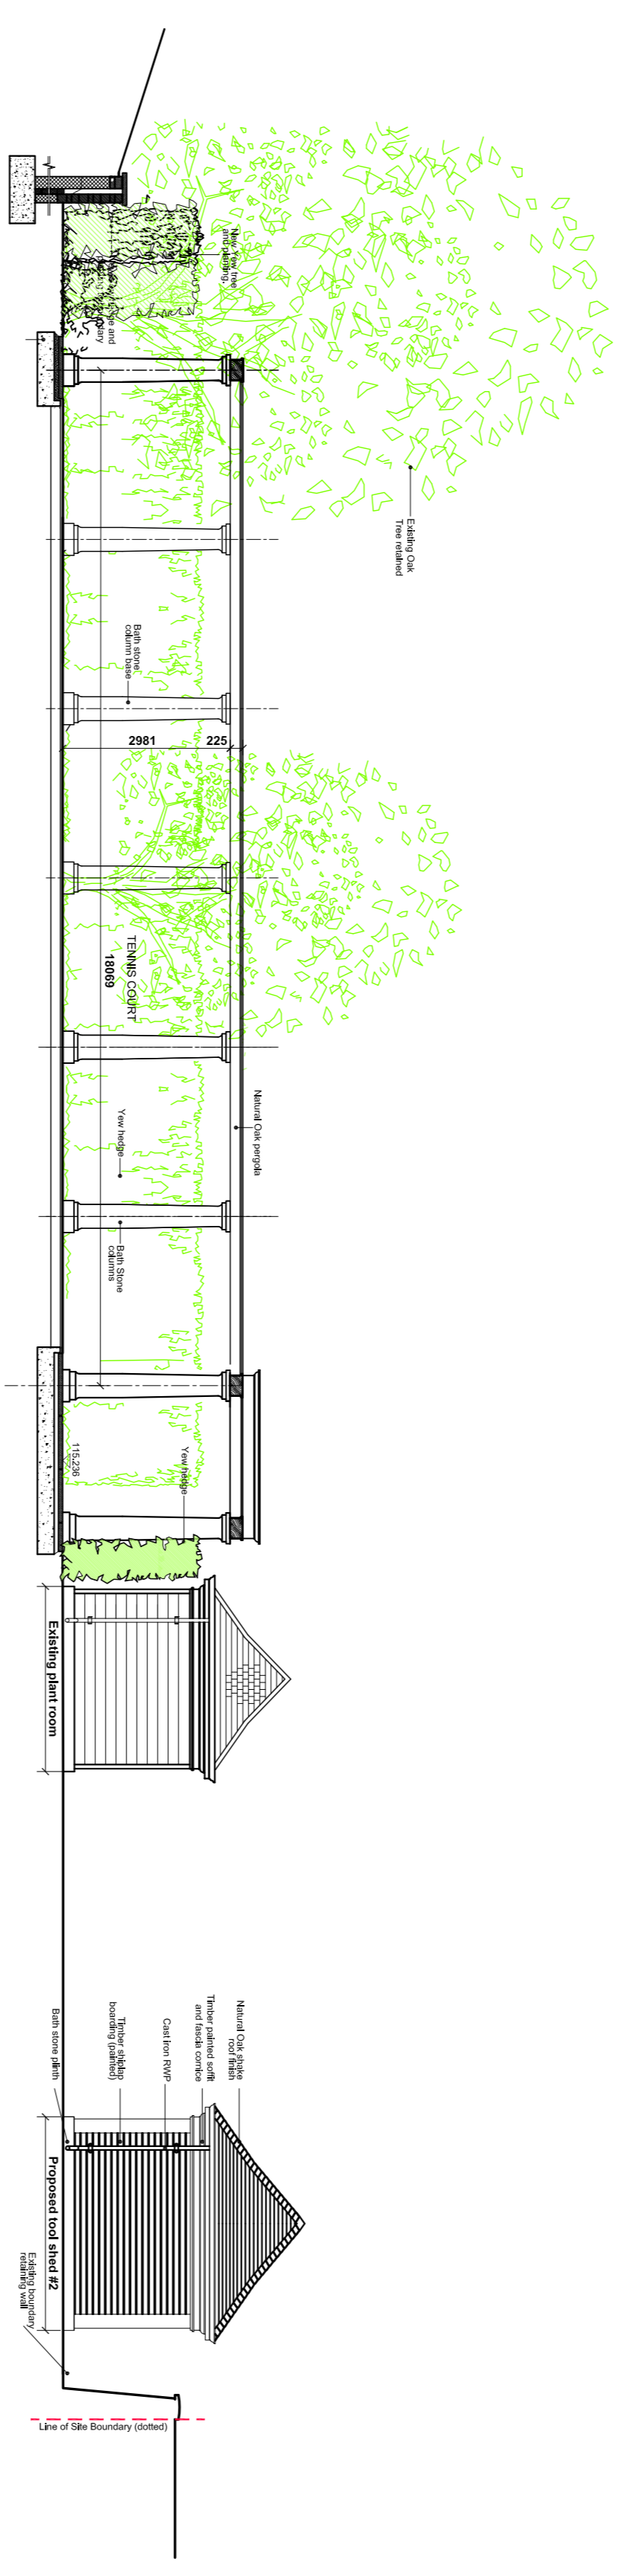 New Yew tree
and planting,
Existing Oak
Tree retained
Bath stone
column base
2981
225
TENNIS COURT
18069
Natural Oak pergola
Yew hedge
Bath Stone
columns
115.236
Yew hedge
Existing plant room
Natural Oak shake
roof finish
Timber painted soffit
and fascia cornice
Cast iron RWP
Timber shiplap
boarding (painted)
Bath stone plinth
Proposed tool shed #2
Existing boundary
retaining wall
Line of Site Boundary (dotted)